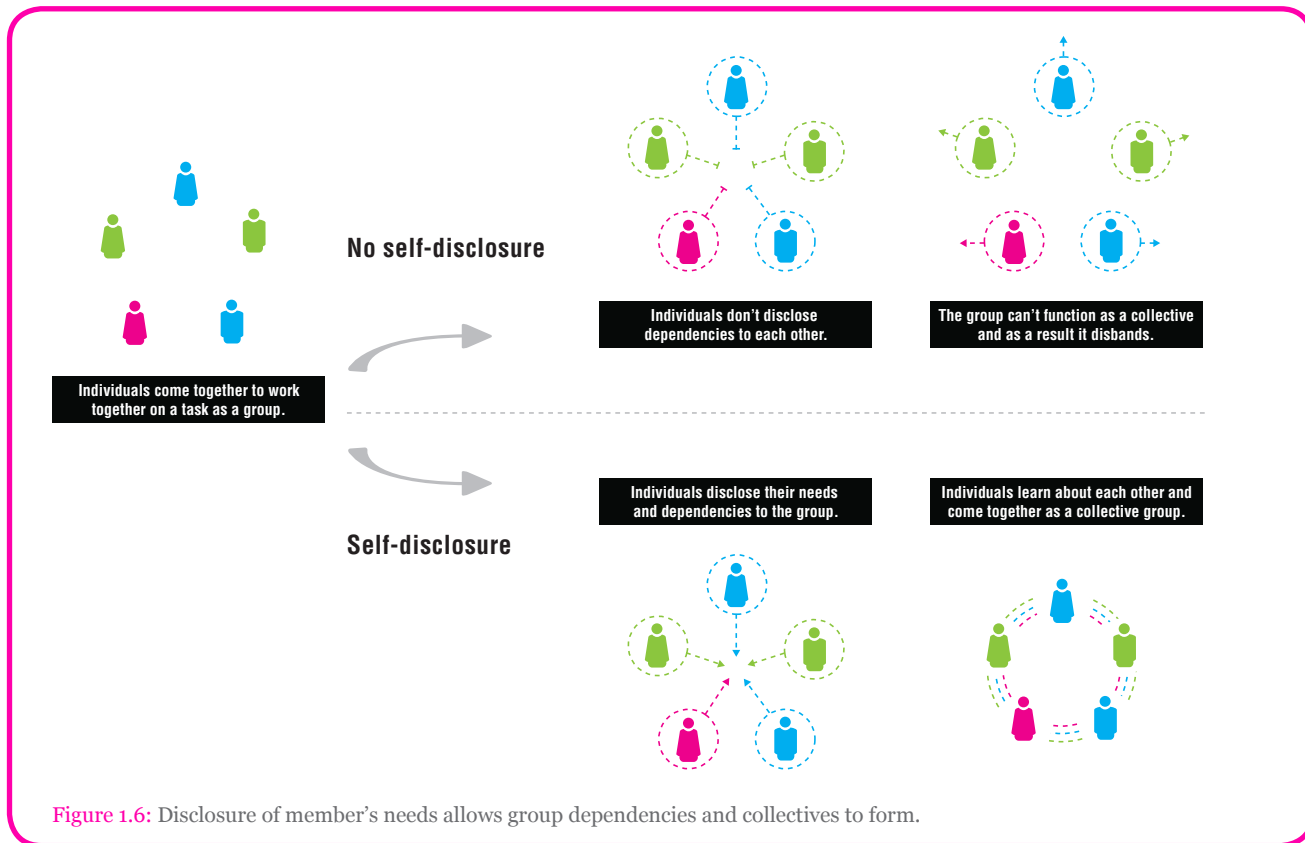 No self-disclosure
Individuals don't disclose
dependencies to each other.
The group can't function as a collective
and as a result it disbands.
Individuals come together to work
together on a task as a group.
Individuals disclose their needs
and dependencies to the group.
Individuals learn about each other and
come together as a collective group.
Self-disclosure
Figure 1.6: Disclosure of member's needs allows group dependencies and collectives to form.